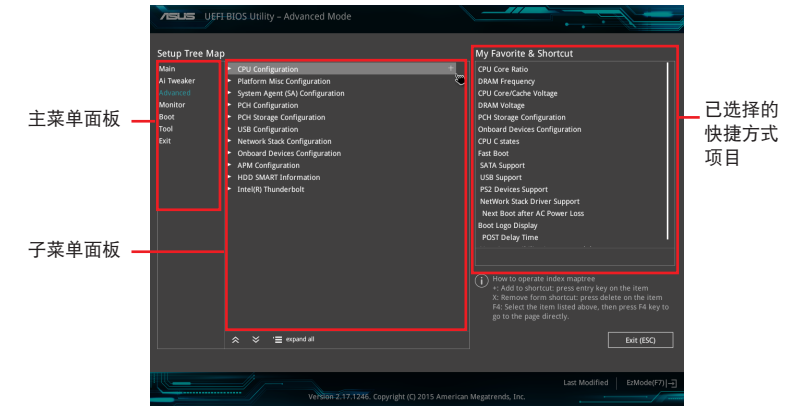 ASUS UEFI BIOS Utility – Advanced Mode
Setup Tree Map
My Favorite & Shortcut
Main
Ai Tweaker
Advanced
Monitor
Boot
Tool
Exit
CPU Configuration +
Platform Misc Configuration
System Agent (SA) Configuration
PCH Configuration
PCH Storage Configuration
USB Configuration
Network Stack Configuration
Onboard Devices Configuration
APM Configuration
HDD SMART Information
Intel(R) Thunderbolt
CPU Core Ratio
DRAM Frequency
CPU Core/Cache Voltage
DRAM Voltage
PCH Storage Configuration
Onboard Devices Configuration
CPU C states
Fast Boot
SATA Support
USB Support
PS2 Devices Support
NetWork Stack Driver Support
Next Boot after AC Power Loss
Boot Logo Display
POST Delay Time
主菜单面板
子菜单面板
已选择的
快捷方式
项目
How to operate index maptree
+: Add to shortcut: press entry key on the item
X: Remove form shortcut: press delete on the item
F4: Select the item listed above, then press F4 key to
go to the page directly.
expand all
Exit (ESC)
Last Modified
EzMode(F7)
Version 2.17.1246. Copyright (C) 2015 American Megatrends, Inc.